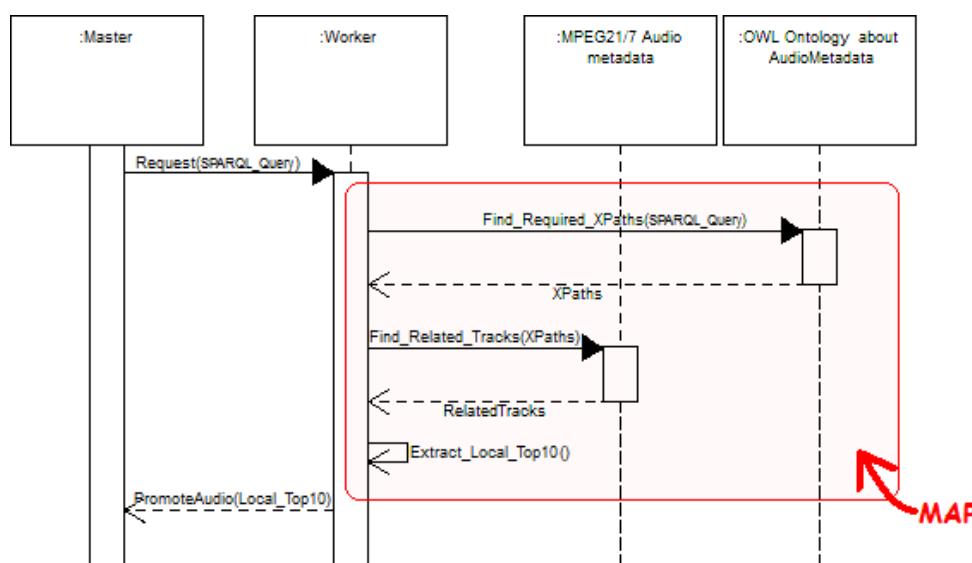 :Master
:Worker
:MPEG21/7 Audio
metadata
:OWL Ontology about
AudioMetadata
Request(SPARQL_Query)
Find_Required_XPaths(SPARQL_Query)
XPaths
Find_Related_Tracks(XPaths)
RelatedTracks
Extract_Local_Top10()
PromoteAudio(Local_Top10)
MAP